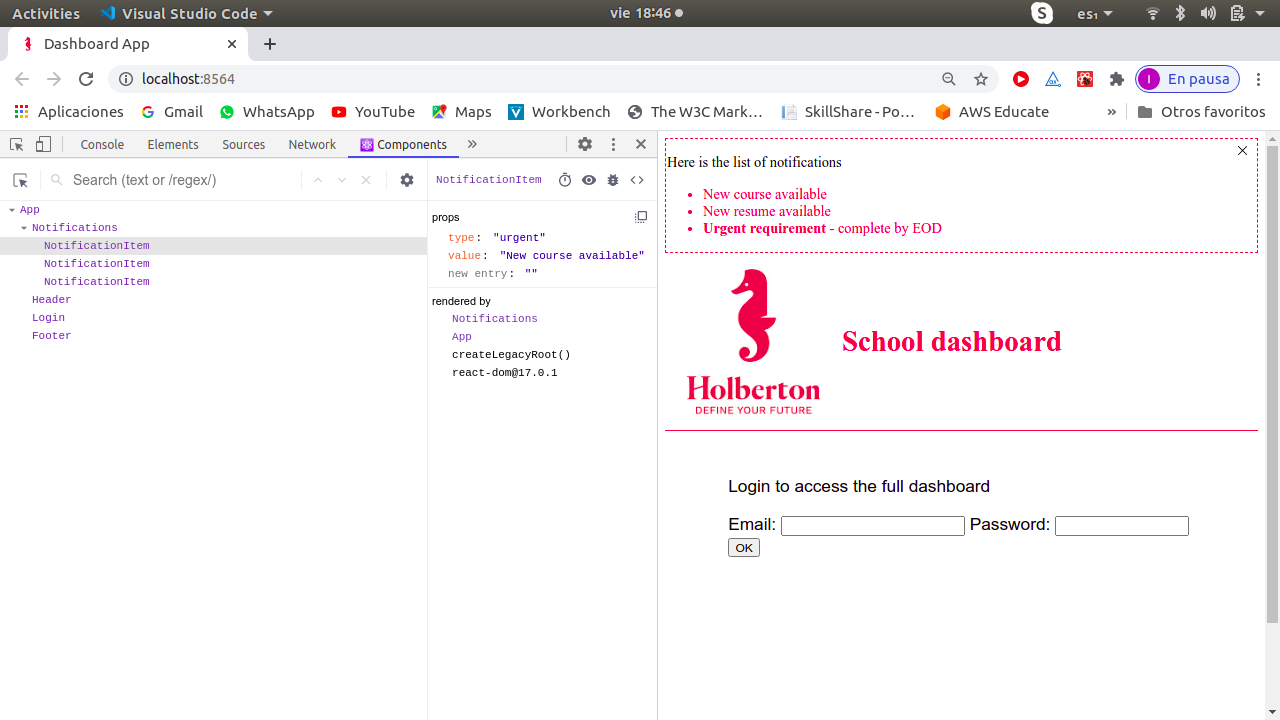 Activities Visual Studio Code vie 18:46 S es₁
Dashboard App
localhost:8564 I En pausa
Aplicaciones Gmail WhatsApp YouTube Maps Workbench The W3C Mark… SkillShare - Po… AWS Educate » Otros favoritos
Console Elements Sources Network Components »
Search (text or /regex/)
NotificationItem
App
Notifications
NotificationItem
NotificationItem
NotificationItem
Header
Login
Footer
props
type: "urgent"
value: "New course available"
new entry: ""
rendered by
Notifications
App
createLegacyRoot()
react-dom@17.0.1
Here is the list of notifications
New course available
New resume available
Urgent requirement - complete by EOD
Holberton
DEFINE YOUR FUTURE
School dashboard
Login to access the full dashboard
Email: Password:
OK